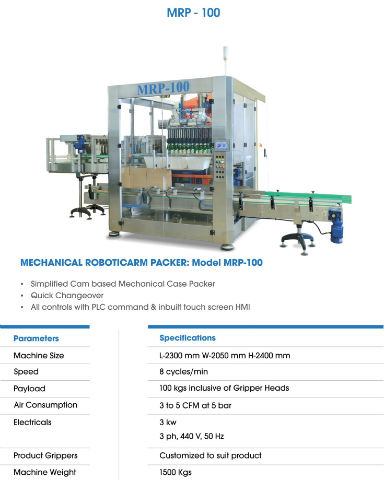 MRP - 100
MRP-100
MECHANICAL ROBOTICARM PACKER: Model MRP-100
• Simplified Cam based Mechanical Case Packer
• Quick Changeover
• All controls with PLC command & inbuilt touch screen HMI
Parameters Specifications
Machine Size L-2300 mm W-2050 mm H-2400 mm
Speed 8 cycles/min
Payload 100 kgs inclusive of Gripper Heads
Air Consumption 3 to 5 CFM at 5 bar
Electricals 3 kw
3 ph, 440 V, 50 Hz
Product Grippers Customized to suit product
Machine Weight 1500 Kgs